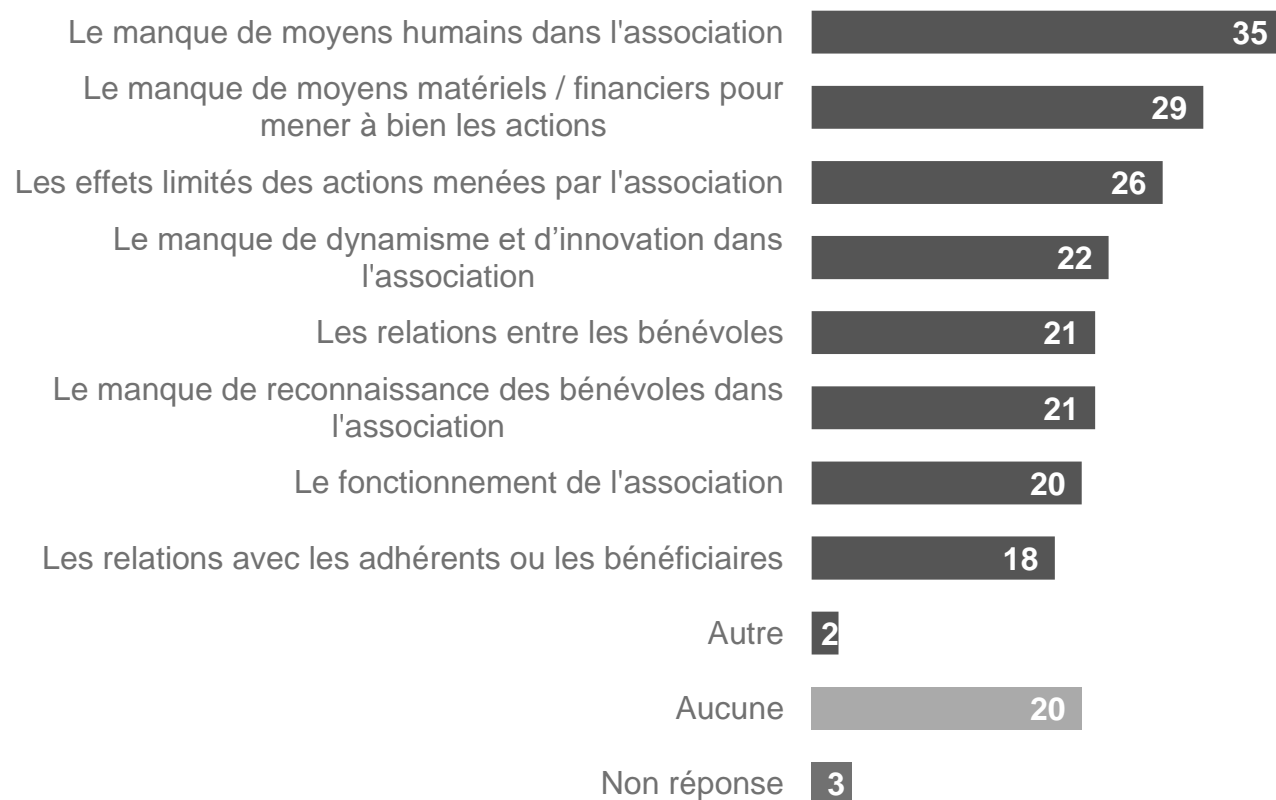 Le manque de moyens humains dans l'association 35
Le manque de moyens matériels / financiers pour
mener à bien les actions 29
Les effets limités des actions menées par l'association 26
Le manque de dynamisme et d’innovation dans
l'association 22
Les relations entre les bénévoles 21
Le manque de reconnaissance des bénévoles dans
l'association 21
Le fonctionnement de l'association 20
Les relations avec les adhérents ou les bénéficiaires 18
Autre 2
Aucune 20
Non réponse 3